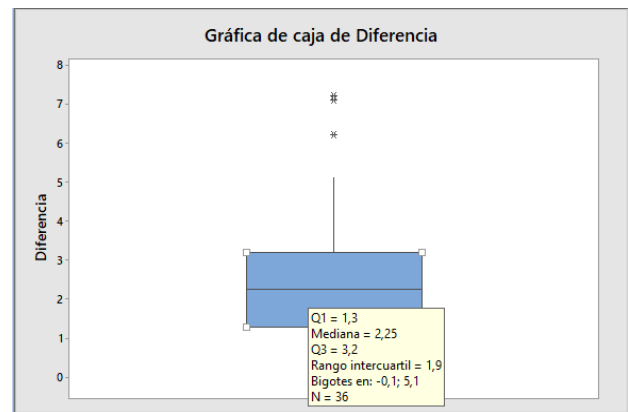 Gráfica de caja de Diferencia
8
7
6
5
4
3
2
1
0
Diferencia
Q1 = 1,3
Mediana = 2,25
Q3 = 3,2
Rango intercuartil = 1,9
Bigotes en: -0,1; 5,1
N = 36